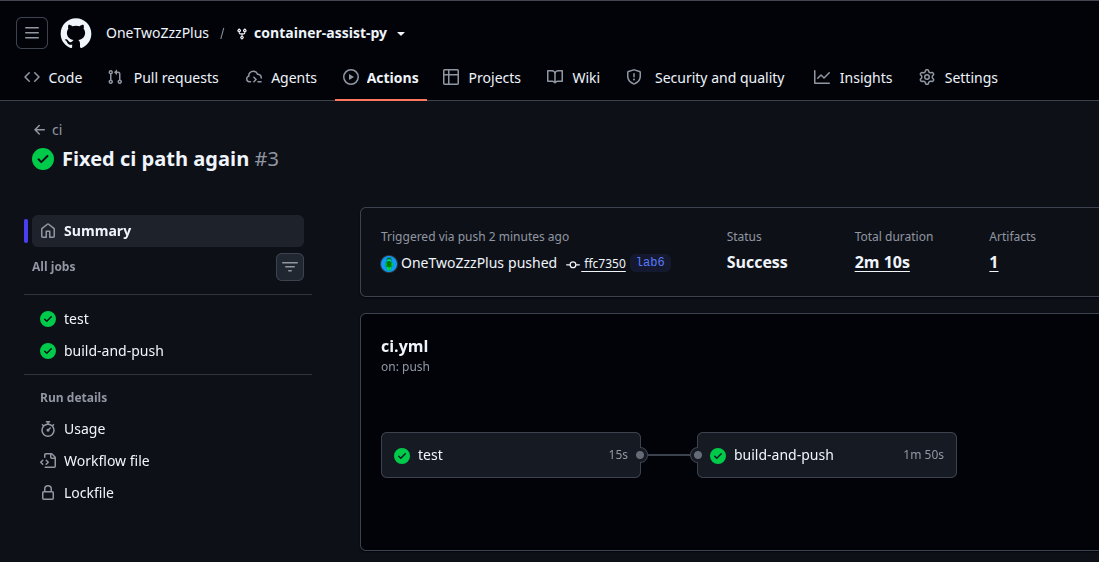 OneTwoZzzPlus / container-assist-py
Code Pull requests Agents Actions Projects Wiki Security and quality Insights Settings
ci
Fixed ci path again #3
Summary
All jobs
test
build-and-push
Run details
Usage
Workflow file
Lockfile
Triggered via push 2 minutes ago
OneTwoZzzPlus pushed ffc7350 lab6
Status
Success
Total duration
2m 10s
Artifacts
1
ci.yml
on: push
test 15s
build-and-push 1m 50s